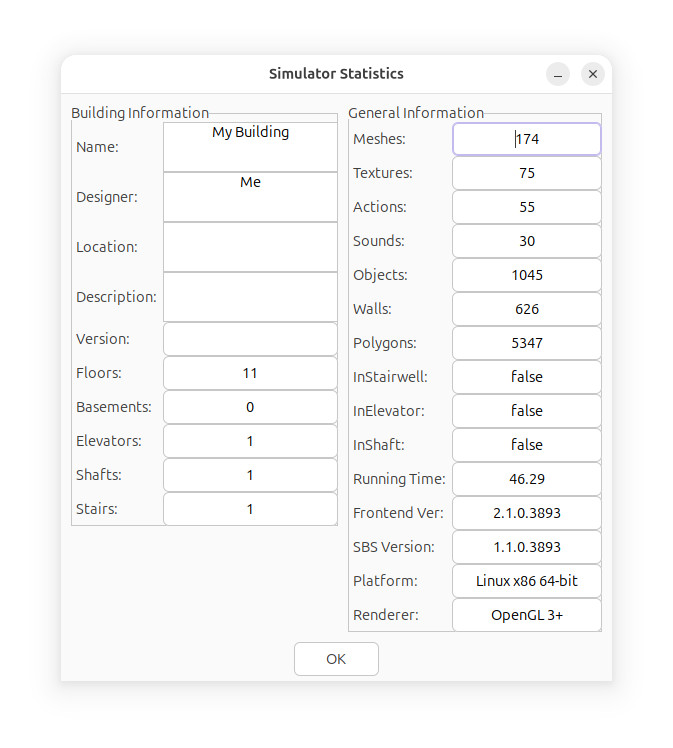 Simulator Statistics
Building Information
Name: My Building
Designer: Me
Location:
Description:
Version:
Floors: 11
Basements: 0
Elevators: 1
Shafts: 1
Stairs: 1
General Information
Meshes: 174
Textures: 75
Actions: 55
Sounds: 30
Objects: 1045
Walls: 626
Polygons: 5347
InStairwell: false
InElevator: false
InShaft: false
Running Time: 46.29
Frontend Ver: 2.1.0.3893
SBS Version: 1.1.0.3893
Platform: Linux x86 64-bit
Renderer: OpenGL 3+
OK